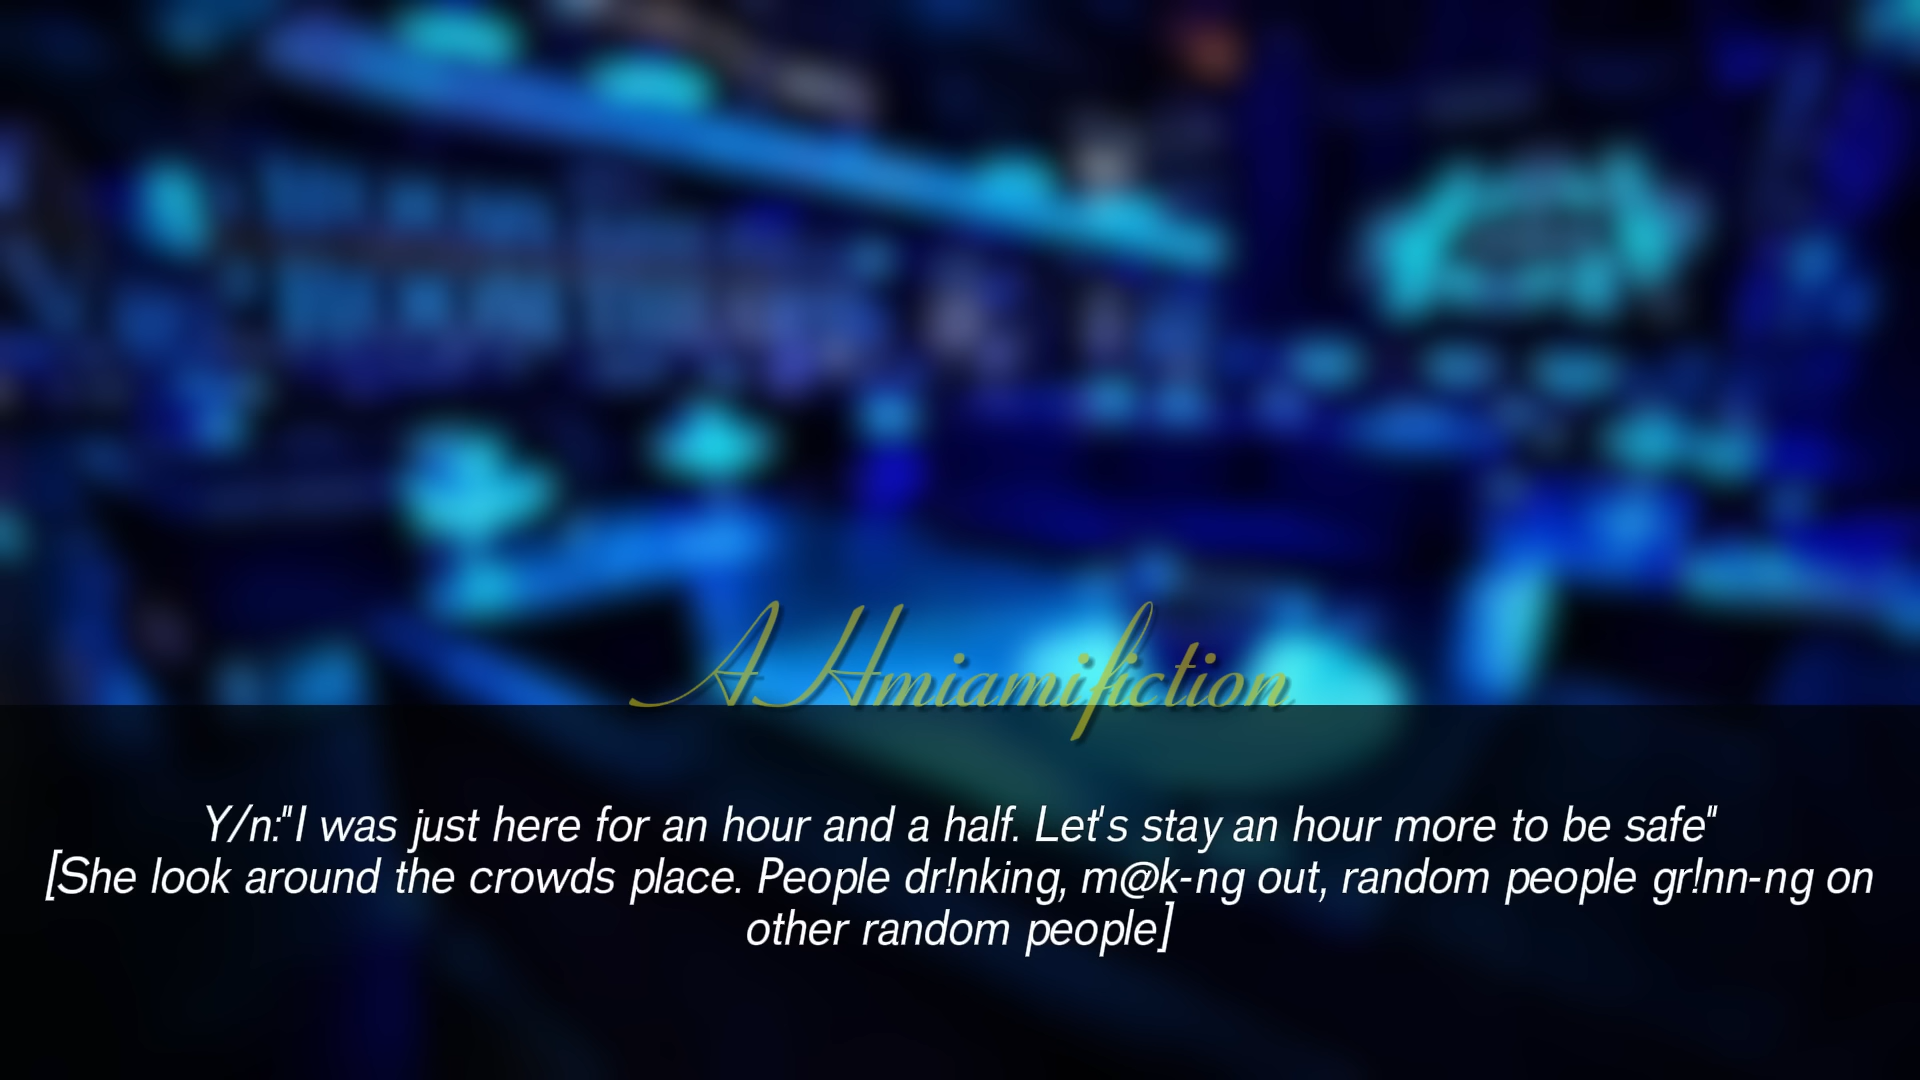 AHmiamifiction
Y/n:"I was just here for an hour and a half. Let's stay an hour more to be safe"
[She look around the crowds place. People dr!nking, m@k-ng out, random people gr!nn-ng on
other random people]